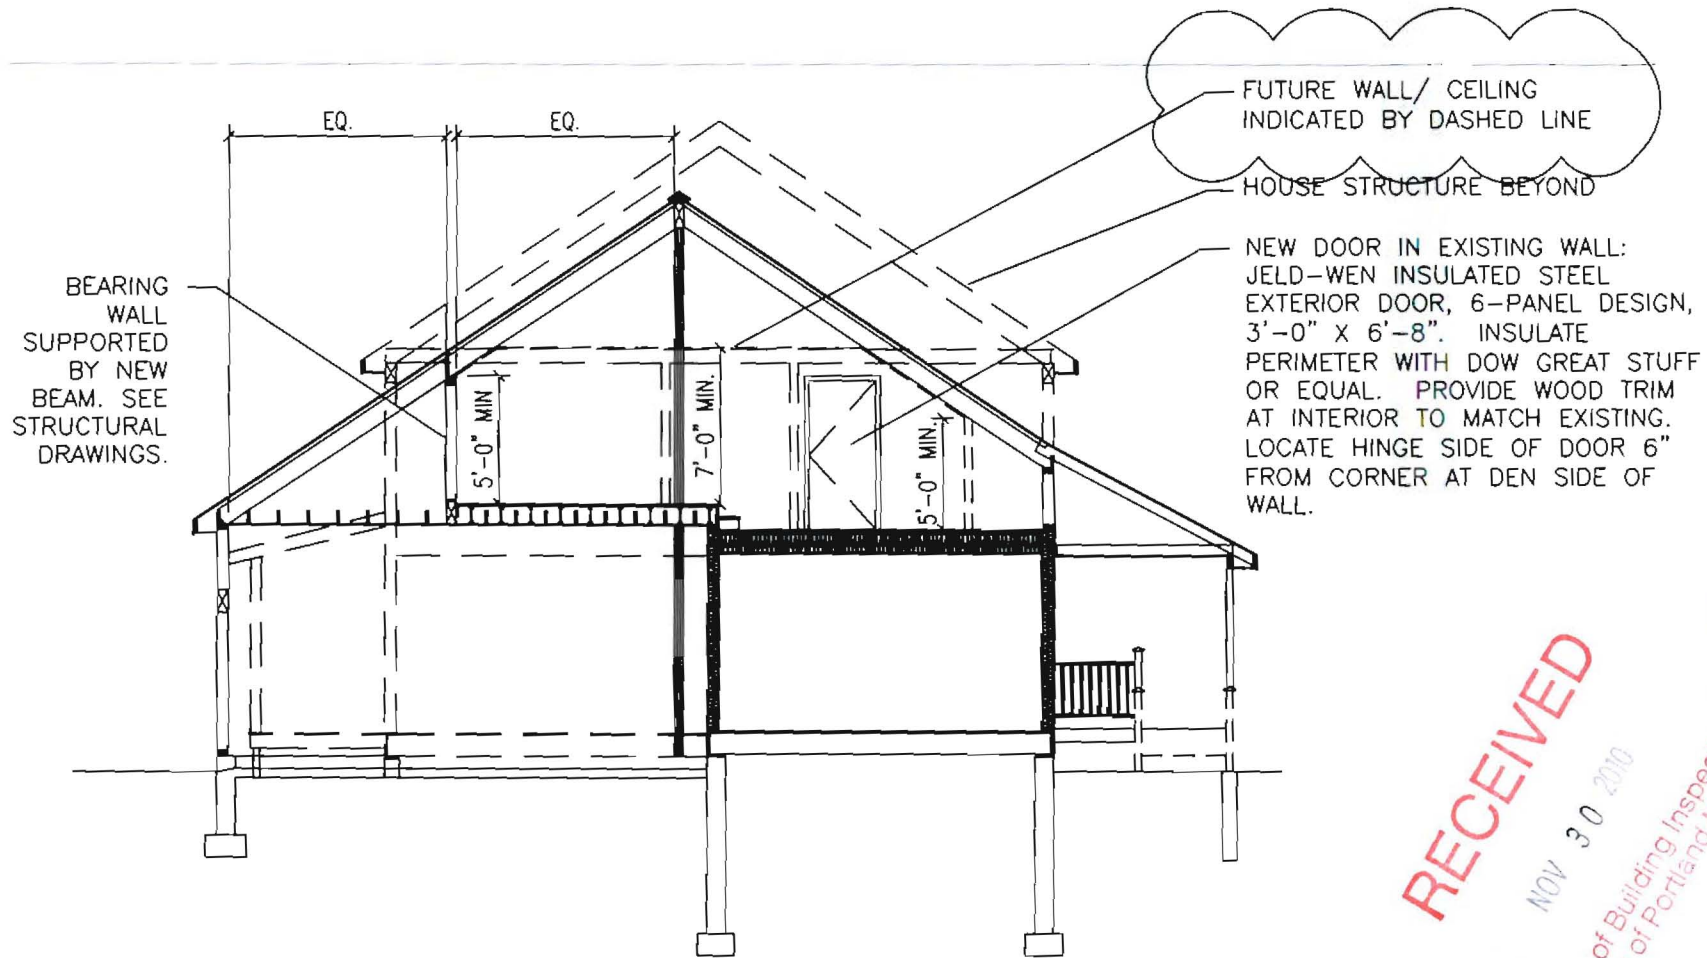 EQ.
EQ.
FUTURE WALL/ CEILING
INDICATED BY DASHED LINE
HOUSE STRUCTURE BEYOND
NEW DOOR IN EXISTING WALL:
JELD-WEN INSULATED STEEL
EXTERIOR DOOR, 6-PANEL DESIGN,
3'-0" X 6'-8". INSULATE
PERIMETER WITH DOW GREAT STUFF
OR EQUAL. PROVIDE WOOD TRIM
AT INTERIOR TO MATCH EXISTING.
LOCATE HINGE SIDE OF DOOR 6"
FROM CORNER AT DEN SIDE OF
WALL.
BEARING
WALL
SUPPORTED
BY NEW
BEAM. SEE
STRUCTURAL
DRAWINGS.
5'-0" MIN
7'-0" MIN.
5'-0" MIN.
RECEIVED
NOV 30 2010
of Building
of Portland